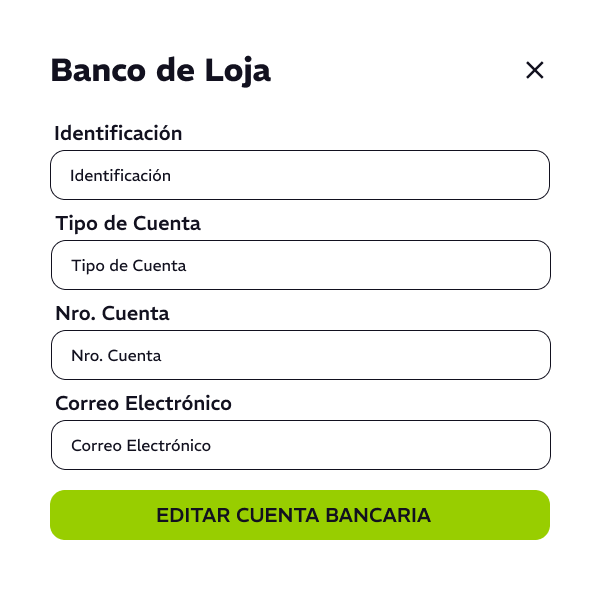 Banco de Loja
Identificación
Identificación
Tipo de Cuenta
Tipo de Cuenta
Nro. Cuenta
Nro. Cuenta
Correo Electrónico
Correo Electrónico
EDITAR CUENTA BANCARIA